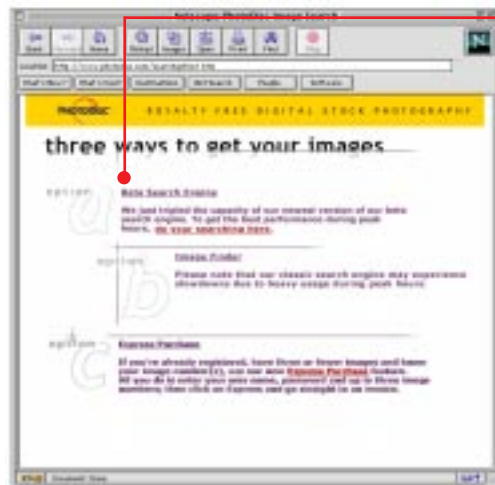 Netscape: PhotoDisc Image Search
Back Home Reload Images Open Print Find Stop
N
What's New? What's Cool? Destinations Net Search People Software
PHOTODISC ROYALTY FREE DIGITAL STOCK PHOTOGRAPHY
three ways to get your images
option a
Beta Search Engine
We just tripled the capacity of our newest version of our beta
search engine. To get the best performance during peak
hours, do your searching here.
option b
Image Finder
Please note that our classic search engine may experience
slowdowns due to heavy usage during peak hours
option c
Express Purchase
If you're already registered, have three or fewer images and know
your image number(s), use our new Express Purchase feature.
All you do is enter your user name, password and up to three image
numbers, then click on Express and go straight to an invoice.
Document: Done